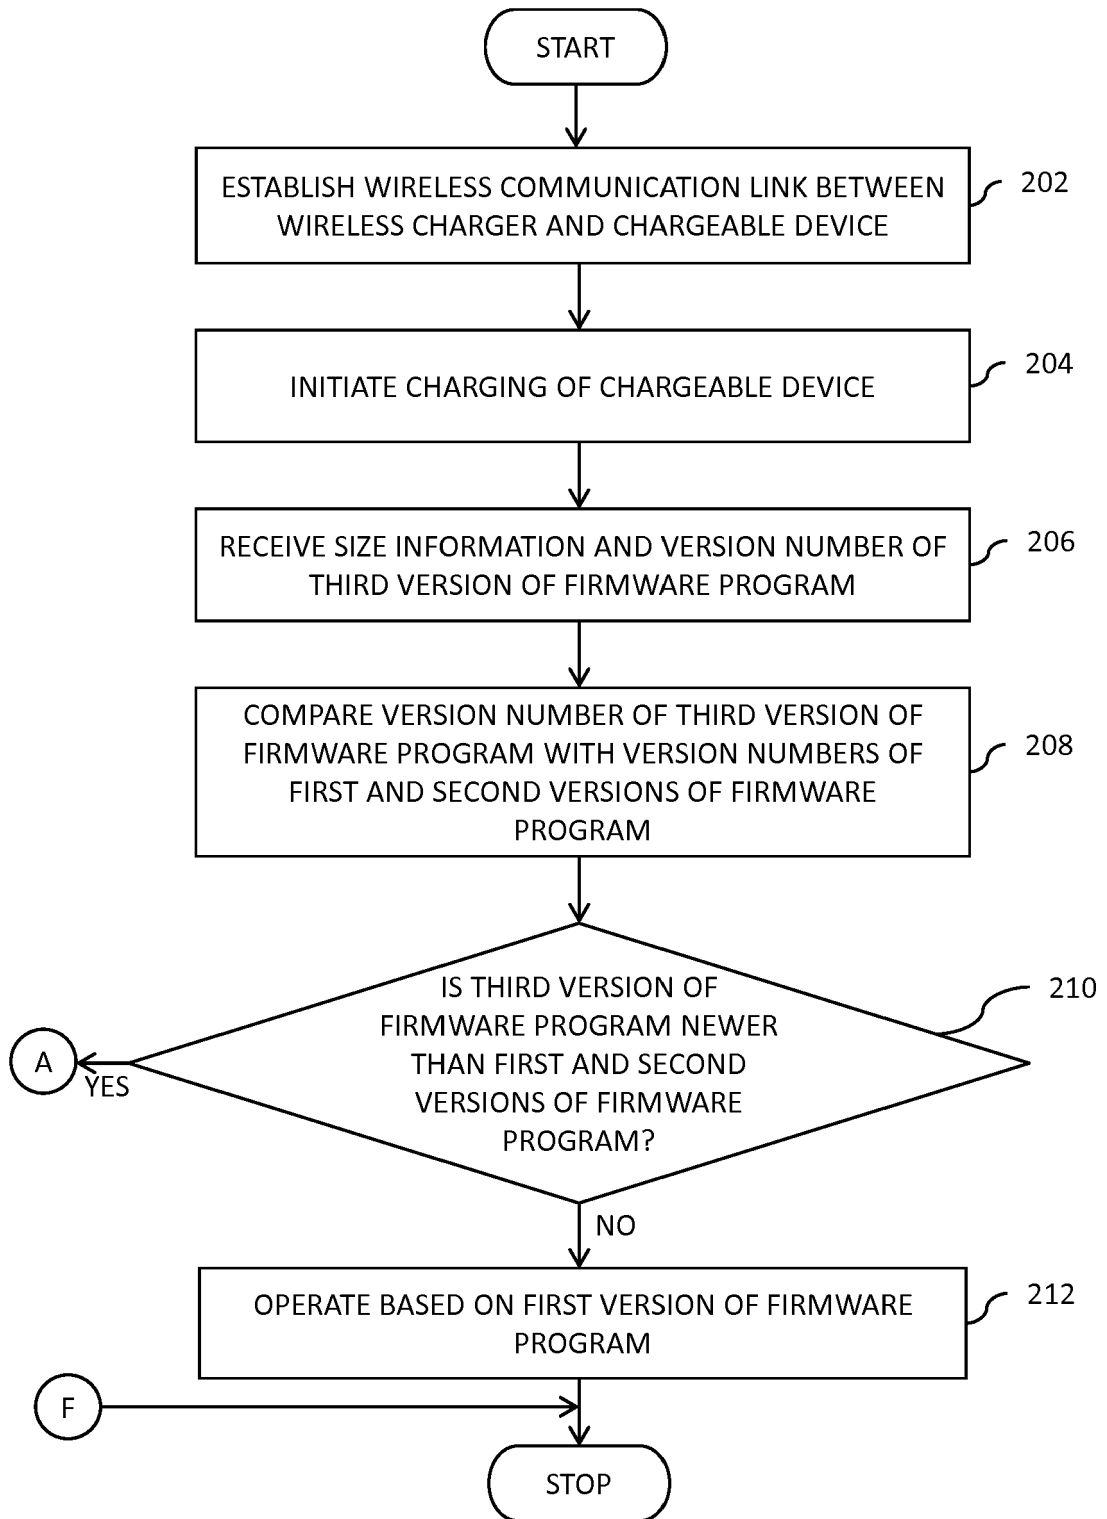 START
ESTABLISH WIRELESS COMMUNICATION LINK BETWEEN
WIRELESS CHARGER AND CHARGEABLE DEVICE
202
INITIATE CHARGING OF CHARGEABLE DEVICE
204
RECEIVE SIZE INFORMATION AND VERSION NUMBER OF
THIRD VERSION OF FIRMWARE PROGRAM
206
COMPARE VERSION NUMBER OF THIRD VERSION OF
FIRMWARE PROGRAM WITH VERSION NUMBERS OF
FIRST AND SECOND VERSIONS OF FIRMWARE
PROGRAM
208
IS THIRD VERSION OF
FIRMWARE PROGRAM NEWER
THAN FIRST AND SECOND
VERSIONS OF FIRMWARE
PROGRAM?
210
A
YES
NO
OPERATE BASED ON FIRST VERSION OF FIRMWARE
PROGRAM
212
F
STOP